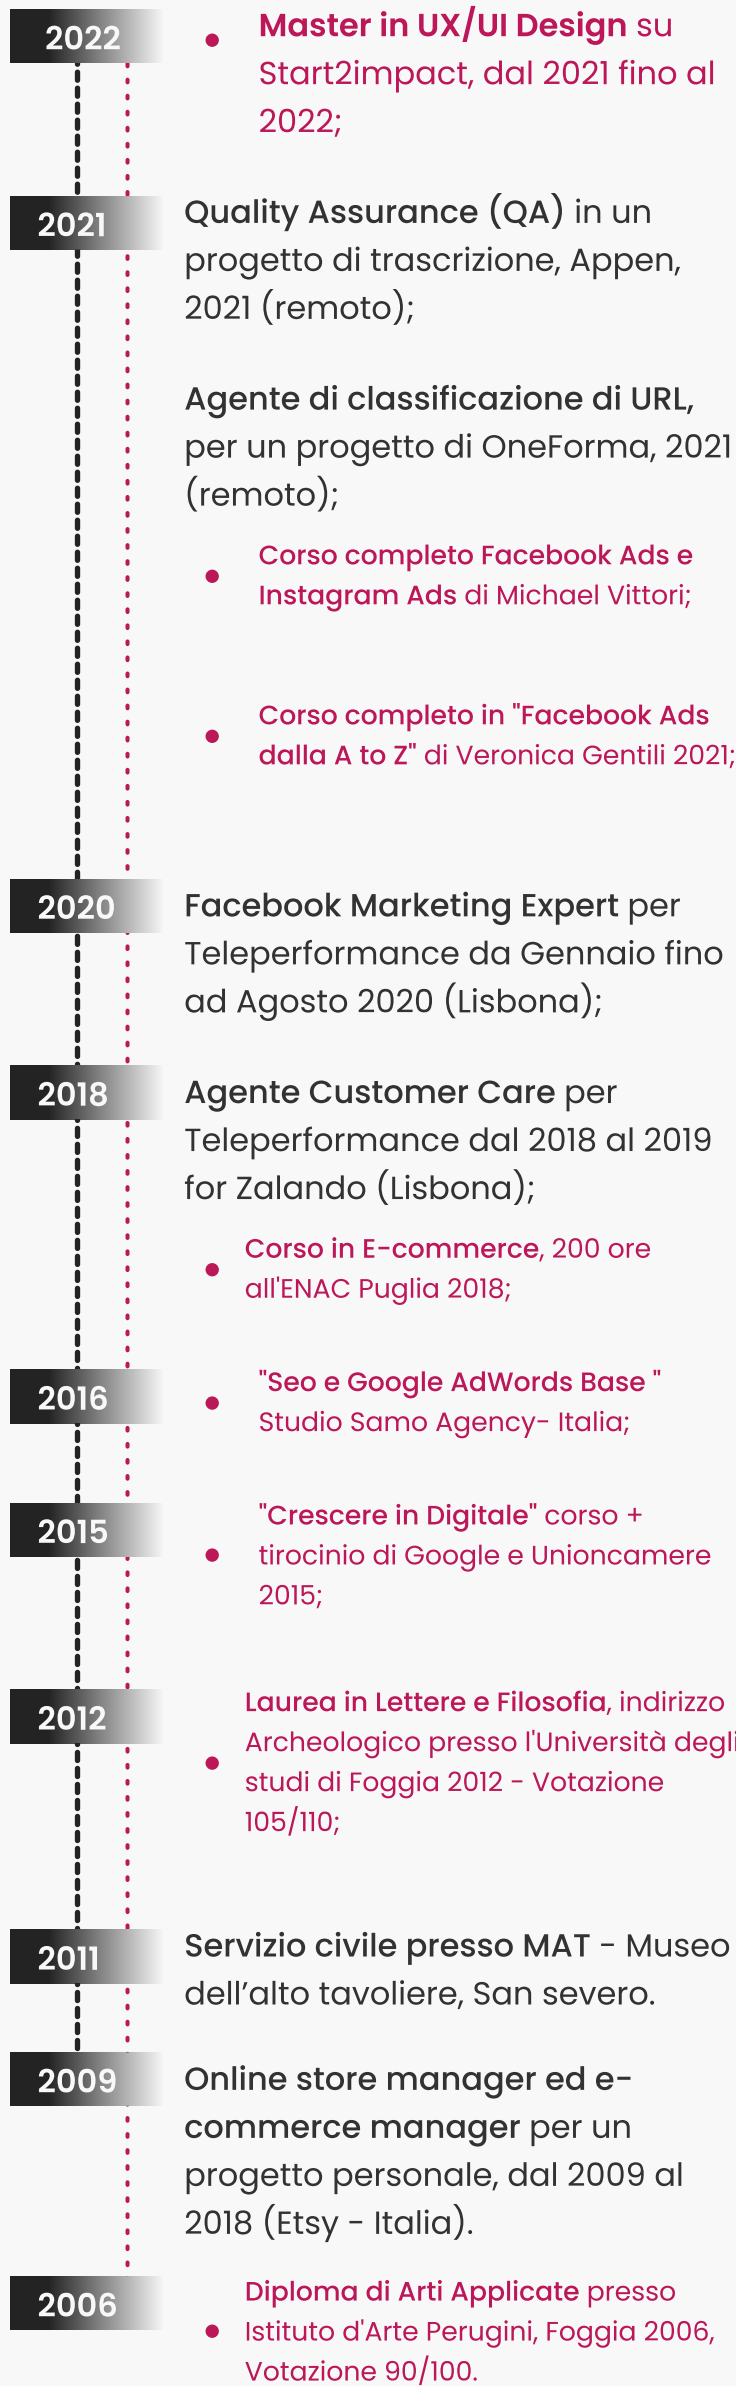 2022
Master in UX/UI Design su
Start2impact, dal 2021 fino al
2022;
2021
Quality Assurance (QA) in un
progetto di trascrizione, Appen,
2021 (remoto);
Agente di classificazione di URL,
per un progetto di OneForma, 2021
(remoto);
Corso completo Facebook Ads e
Instagram Ads di Michael Vittori;
Corso completo in "Facebook Ads
dalla A to Z" di Veronica Gentili 2021;
2020
Facebook Marketing Expert per
Teleperformance da Gennaio fino
ad Agosto 2020 (Lisbona);
2018
Agente Customer Care per
Teleperformance dal 2018 al 2019
for Zalando (Lisbona);
Corso in E-commerce, 200 ore
all'ENAC Puglia 2018;
2016
"Seo e Google AdWords Base "
Studio Samo Agency- Italia;
2015
"Crescere in Digitale" corso +
tirocinio di Google e Unioncamere
2015;
2012
Laurea in Lettere e Filosofia, indirizzo
Archeologico presso l'Università degli
studi di Foggia 2012 - Votazione
105/110;
2011
Servizio civile presso MAT - Museo
dell’alto tavoliere, San severo.
2009
Online store manager ed e-
commerce manager per un
progetto personale, dal 2009 al
2018 (Etsy - Italia).
2006
Diploma di Arti Applicate presso
Istituto d'Arte Perugini, Foggia 2006,
Votazione 90/100.